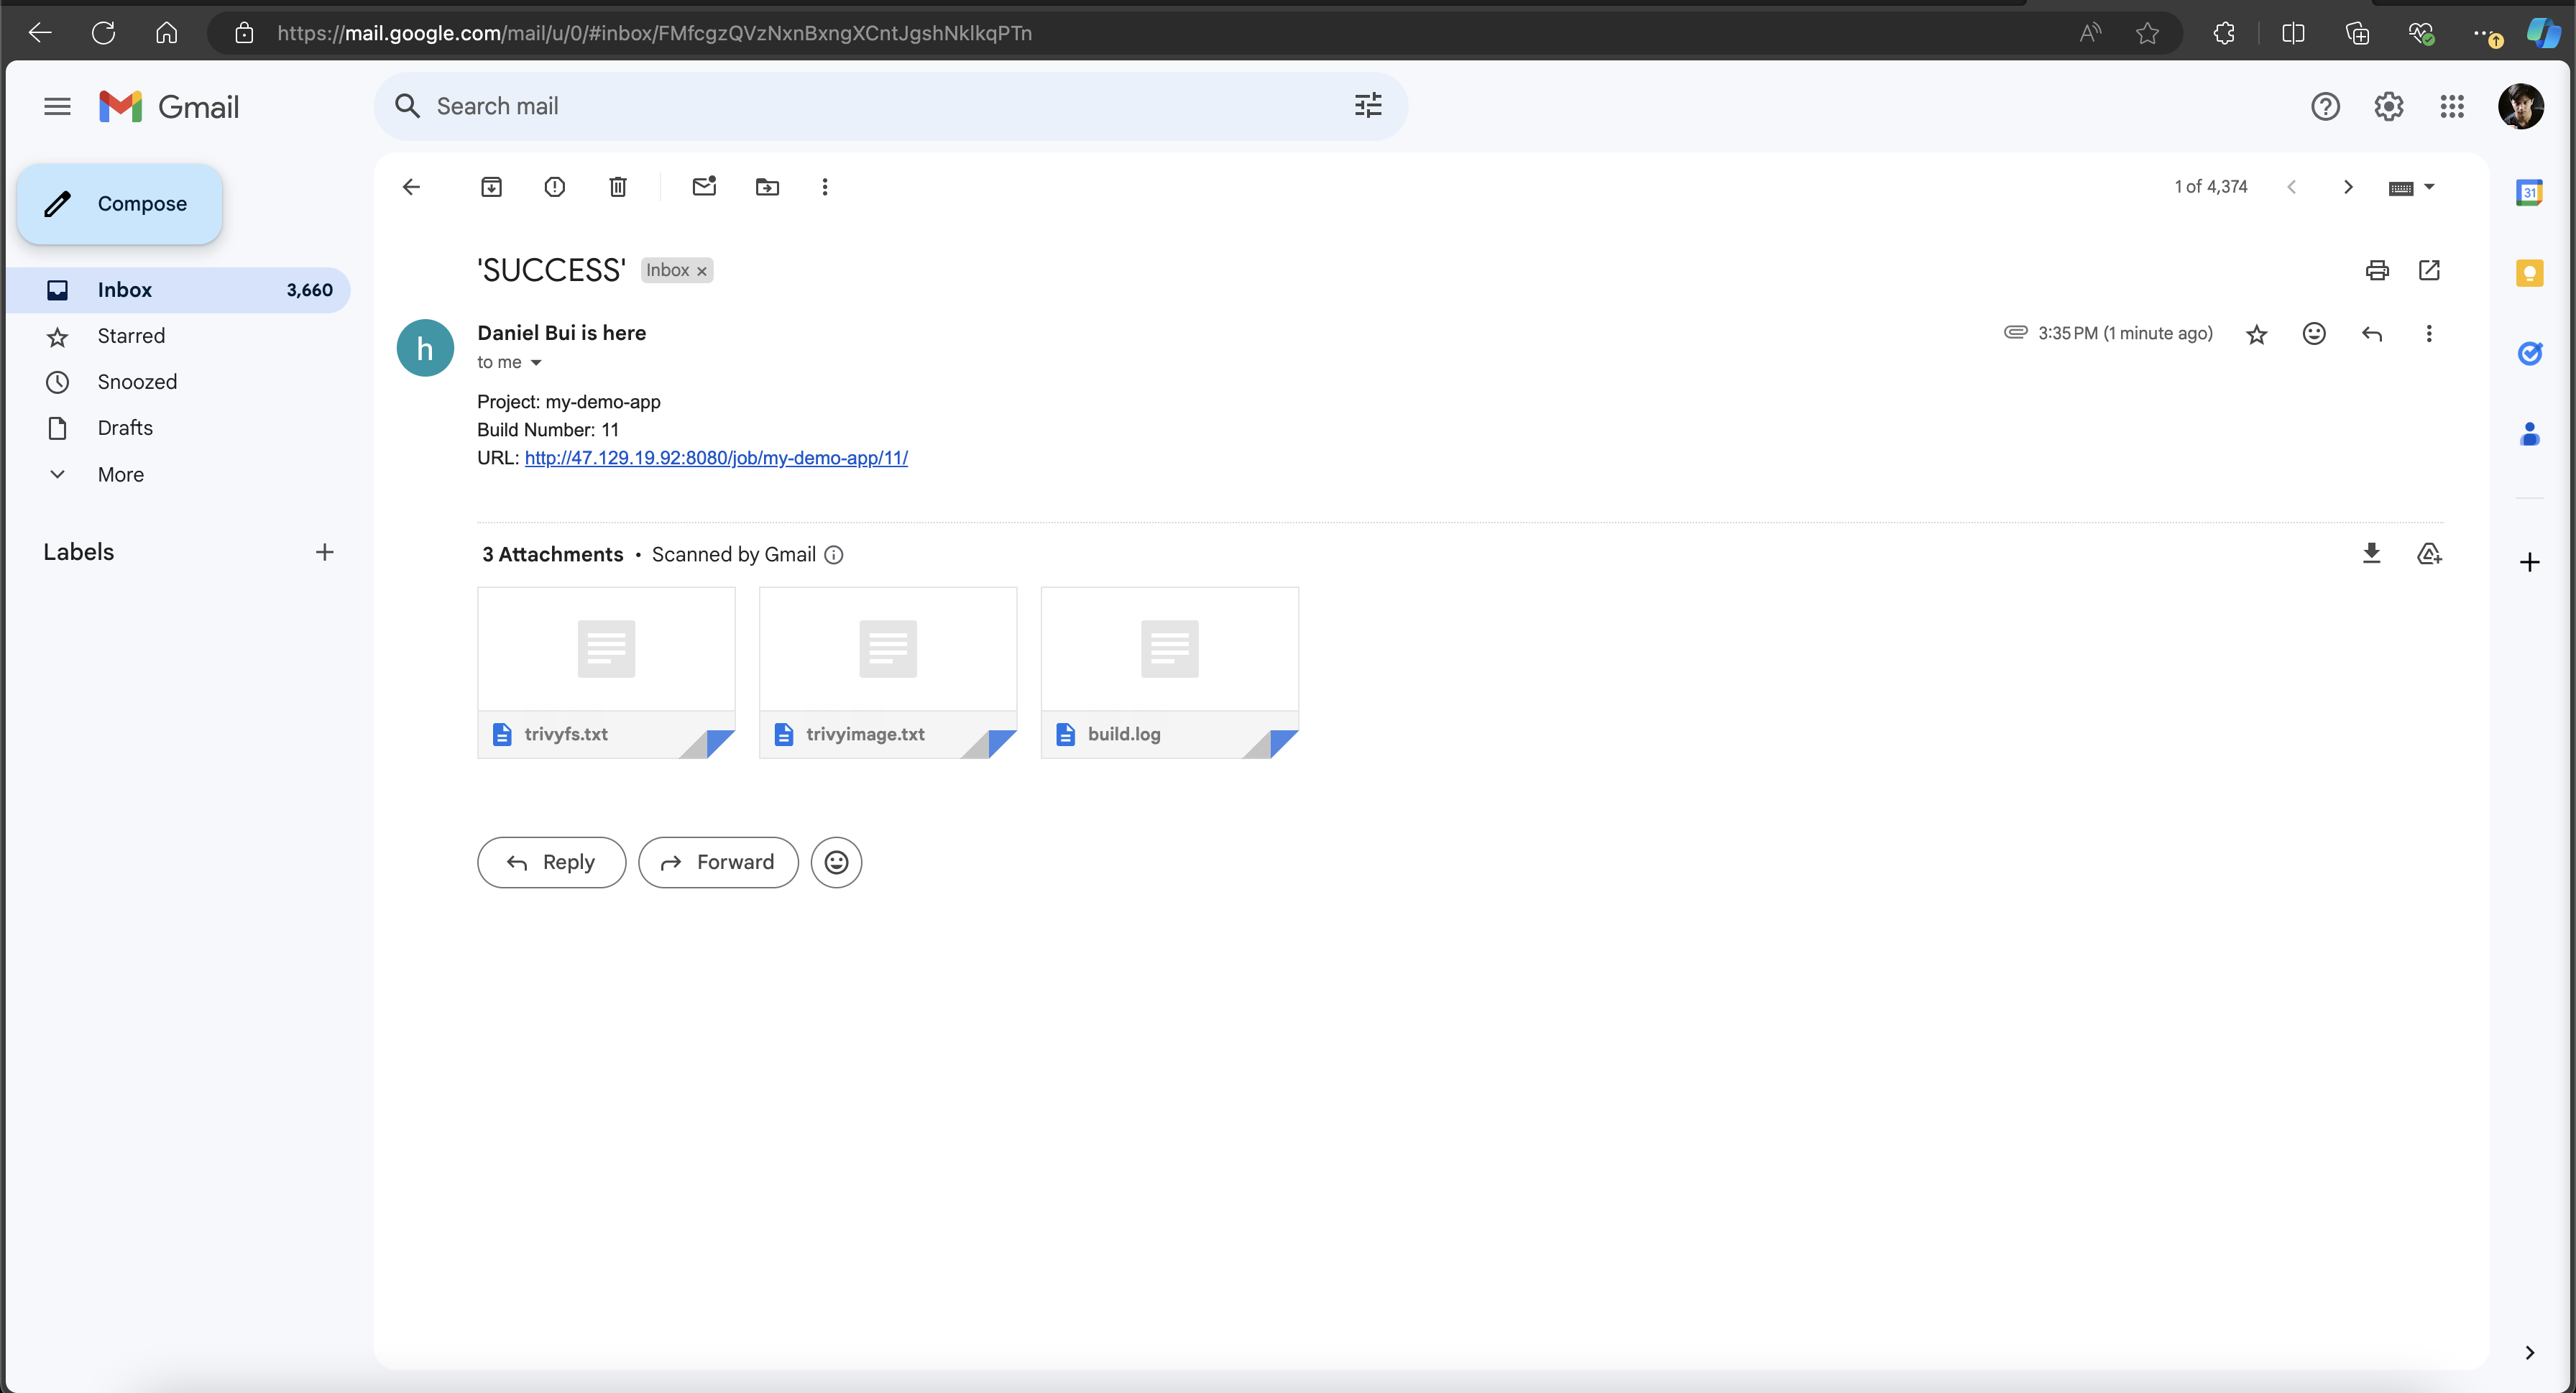 https://mail.google.com/mail/u/0/#inbox/FMfcgzQVzNxnBxngXCntJgshNklkqPTn
Gmail
Search mail
Compose
1 of 4,374
31
'SUCCESS' Inbox ×
Inbox 3,660
Starred
Snoozed
Drafts
More
Labels
h
Daniel Bui is here
3:35 PM (1 minute ago)
to me
Project: my-demo-app
Build Number: 11
URL: http://47.129.19.92:8080/job/my-demo-app/11/
3 Attachments • Scanned by Gmail
trivyfs.txt
trivyimage.txt
build.log
Reply
Forward